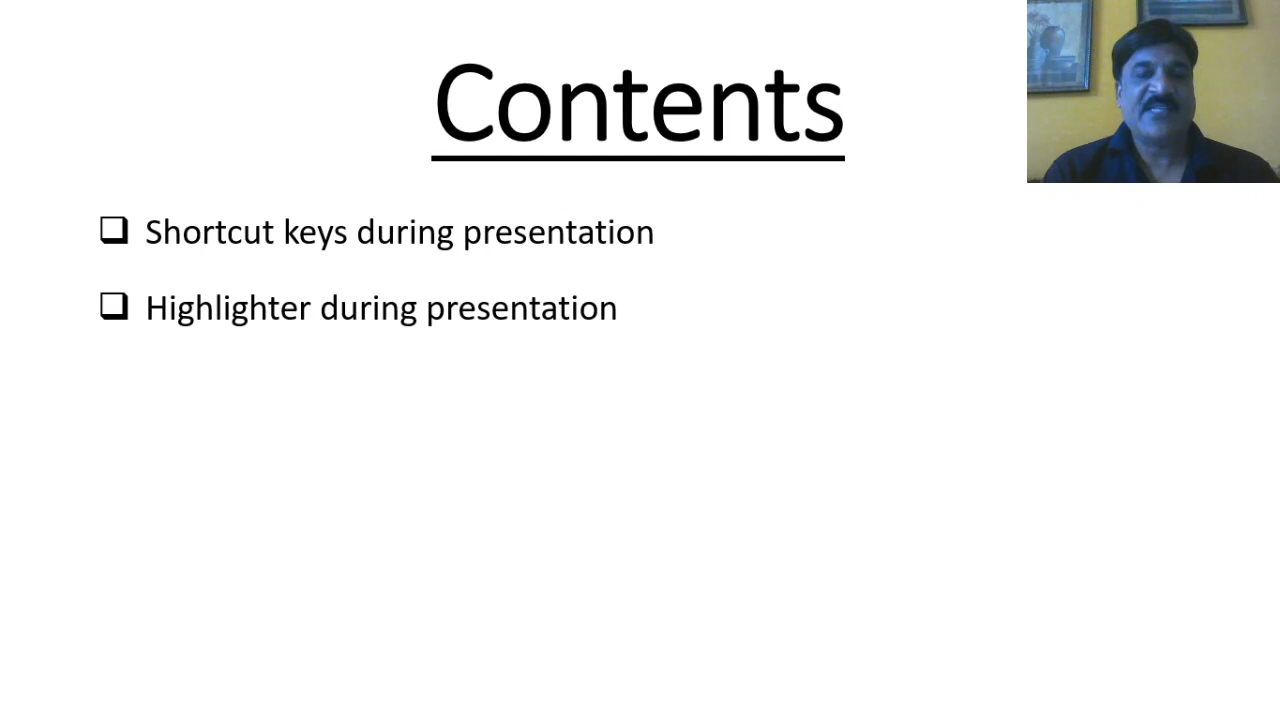 Contents
Shortcut keys during presentation
Highlighter during presentation